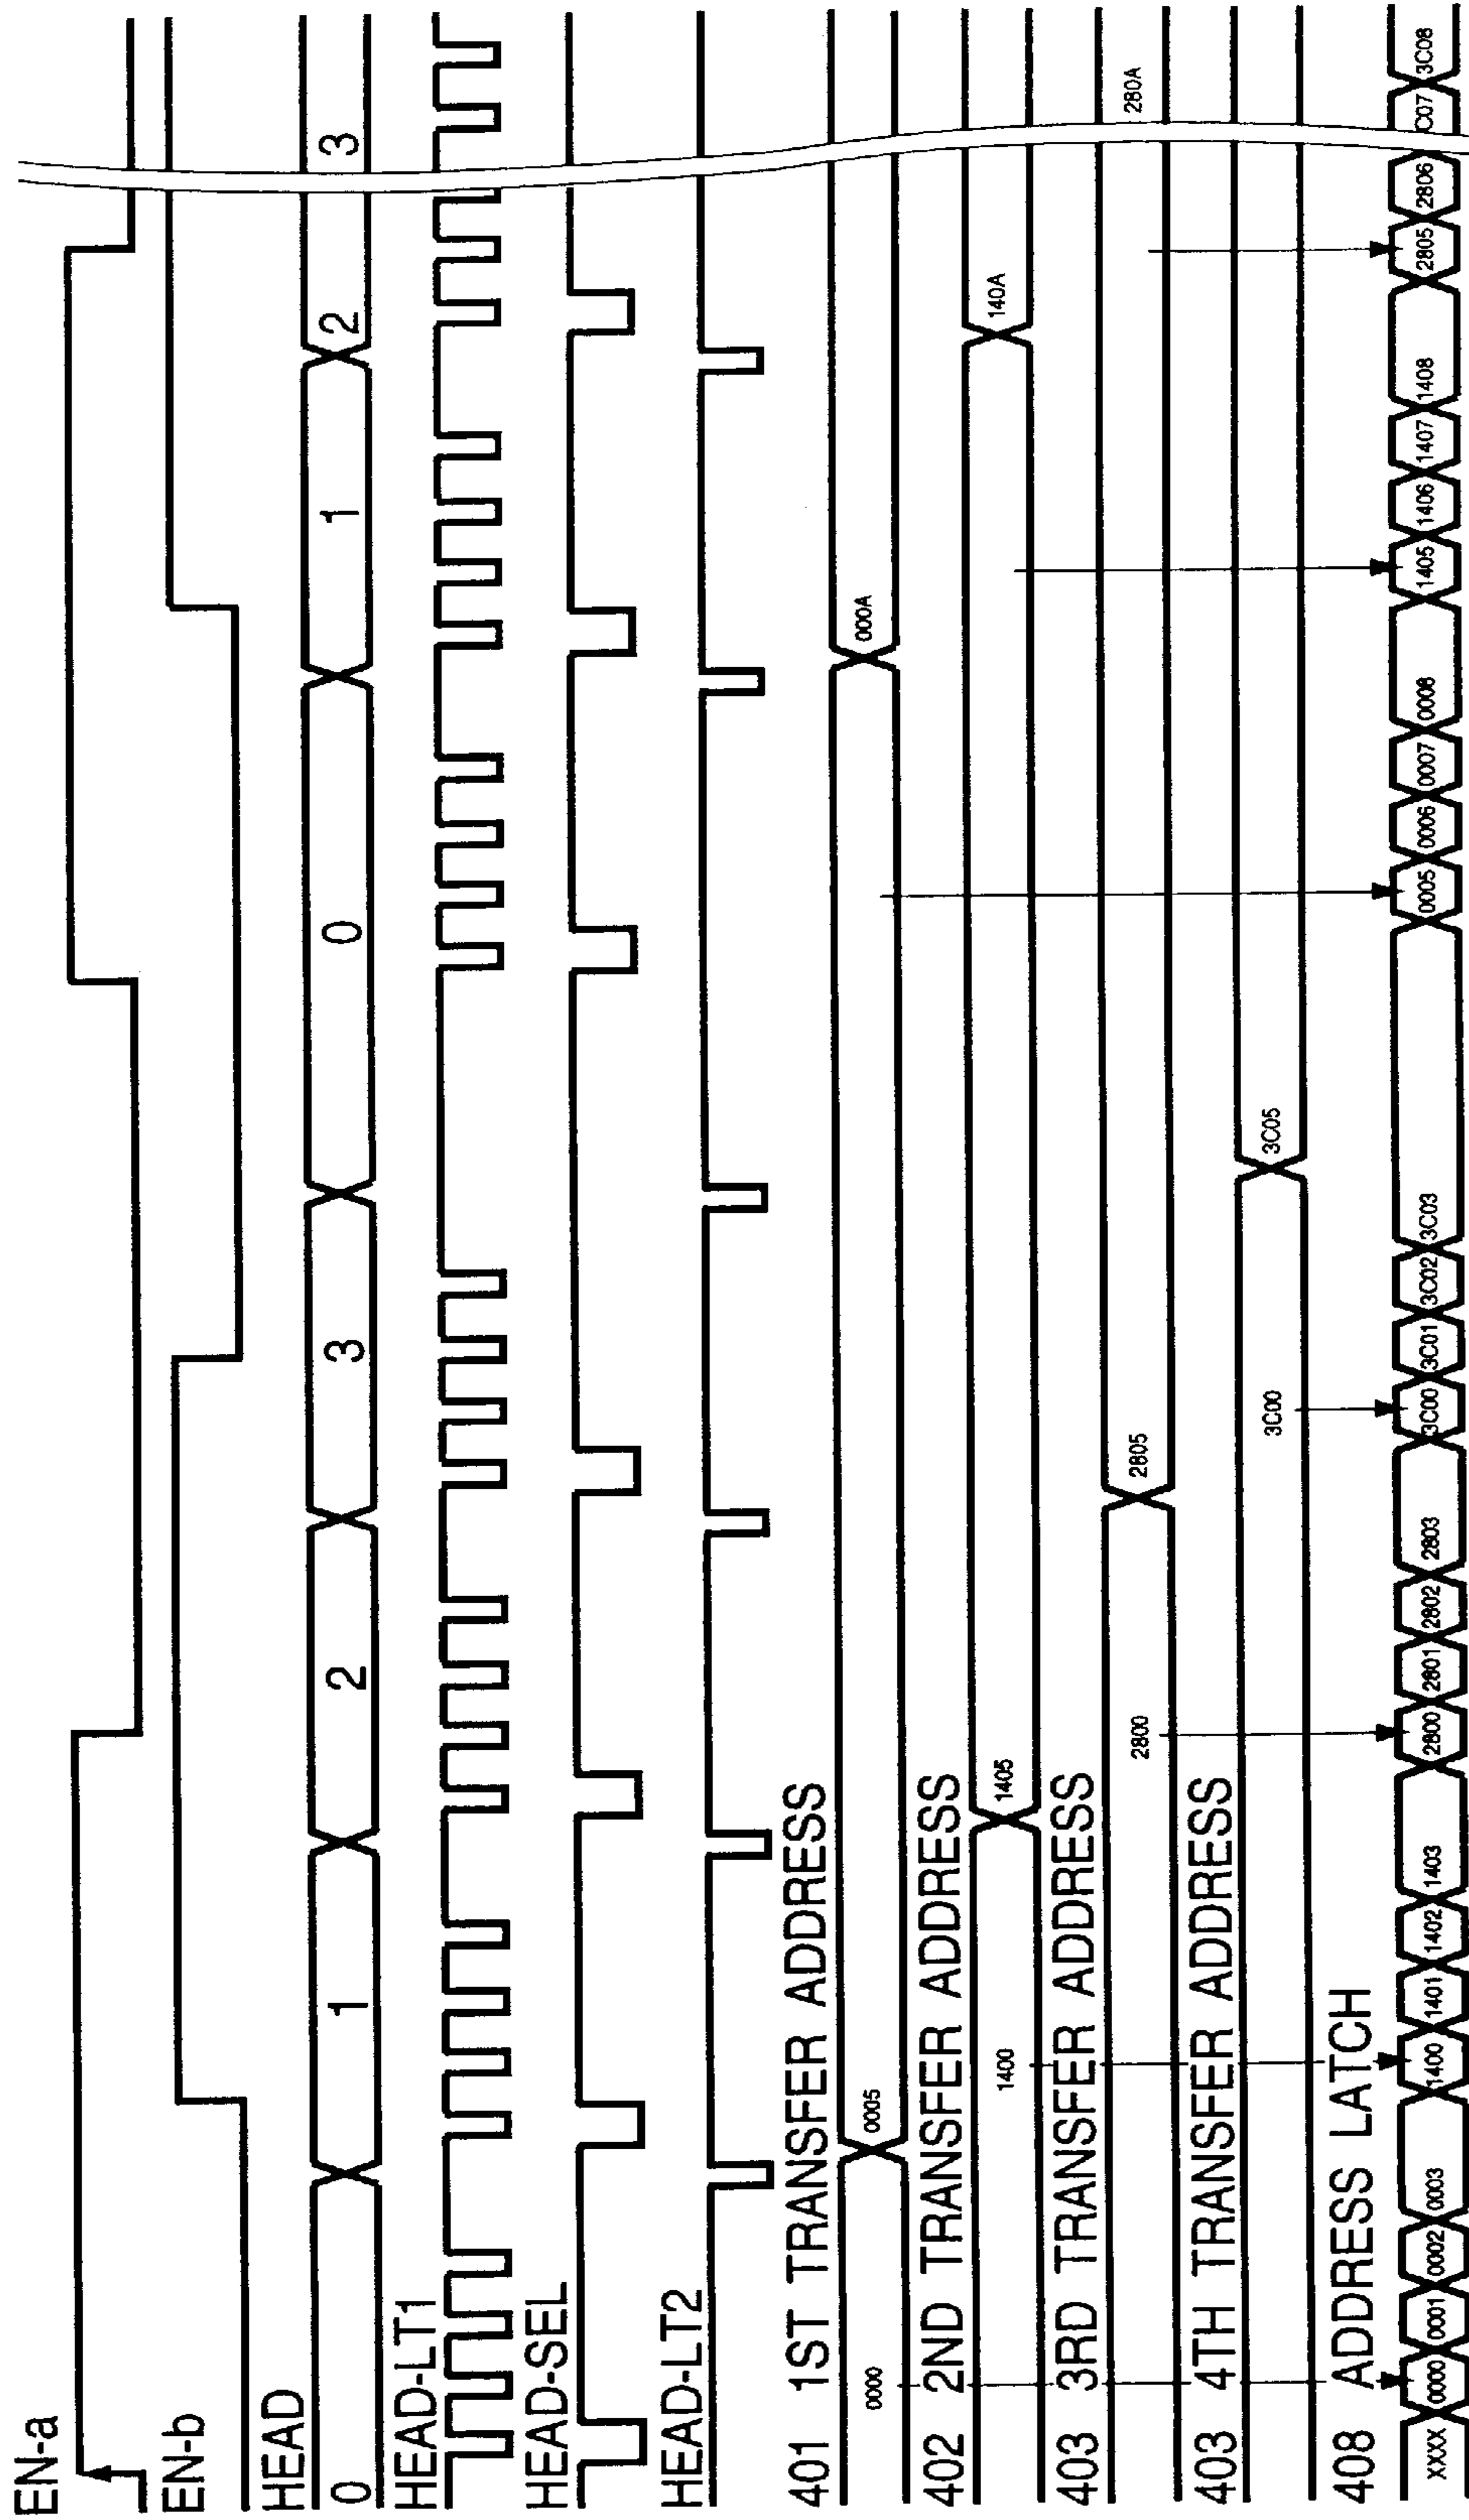 EN-a
EN-b
HEAD
0 1 2 3 0 1 2 3
HEAD-LT1
HEAD-SEL
HEAD-LT2
401 1ST TRANSFER ADDRESS
0000 0005 000A
402 2ND TRANSFER ADDRESS
1400 1405 140A
403 3RD TRANSFER ADDRESS
2800 2805 280A
403 4TH TRANSFER ADDRESS
3C00 3C05
408 ADDRESS LATCH
XXXX 0000 0001 0002 0003 1400 1401 1402 1403 2800 2801 2802 2803 3C00 3C01 3C02 3C03 0005 0006 0007 0008 1405 1406 1407 1408 2805 2806 C07 3C08